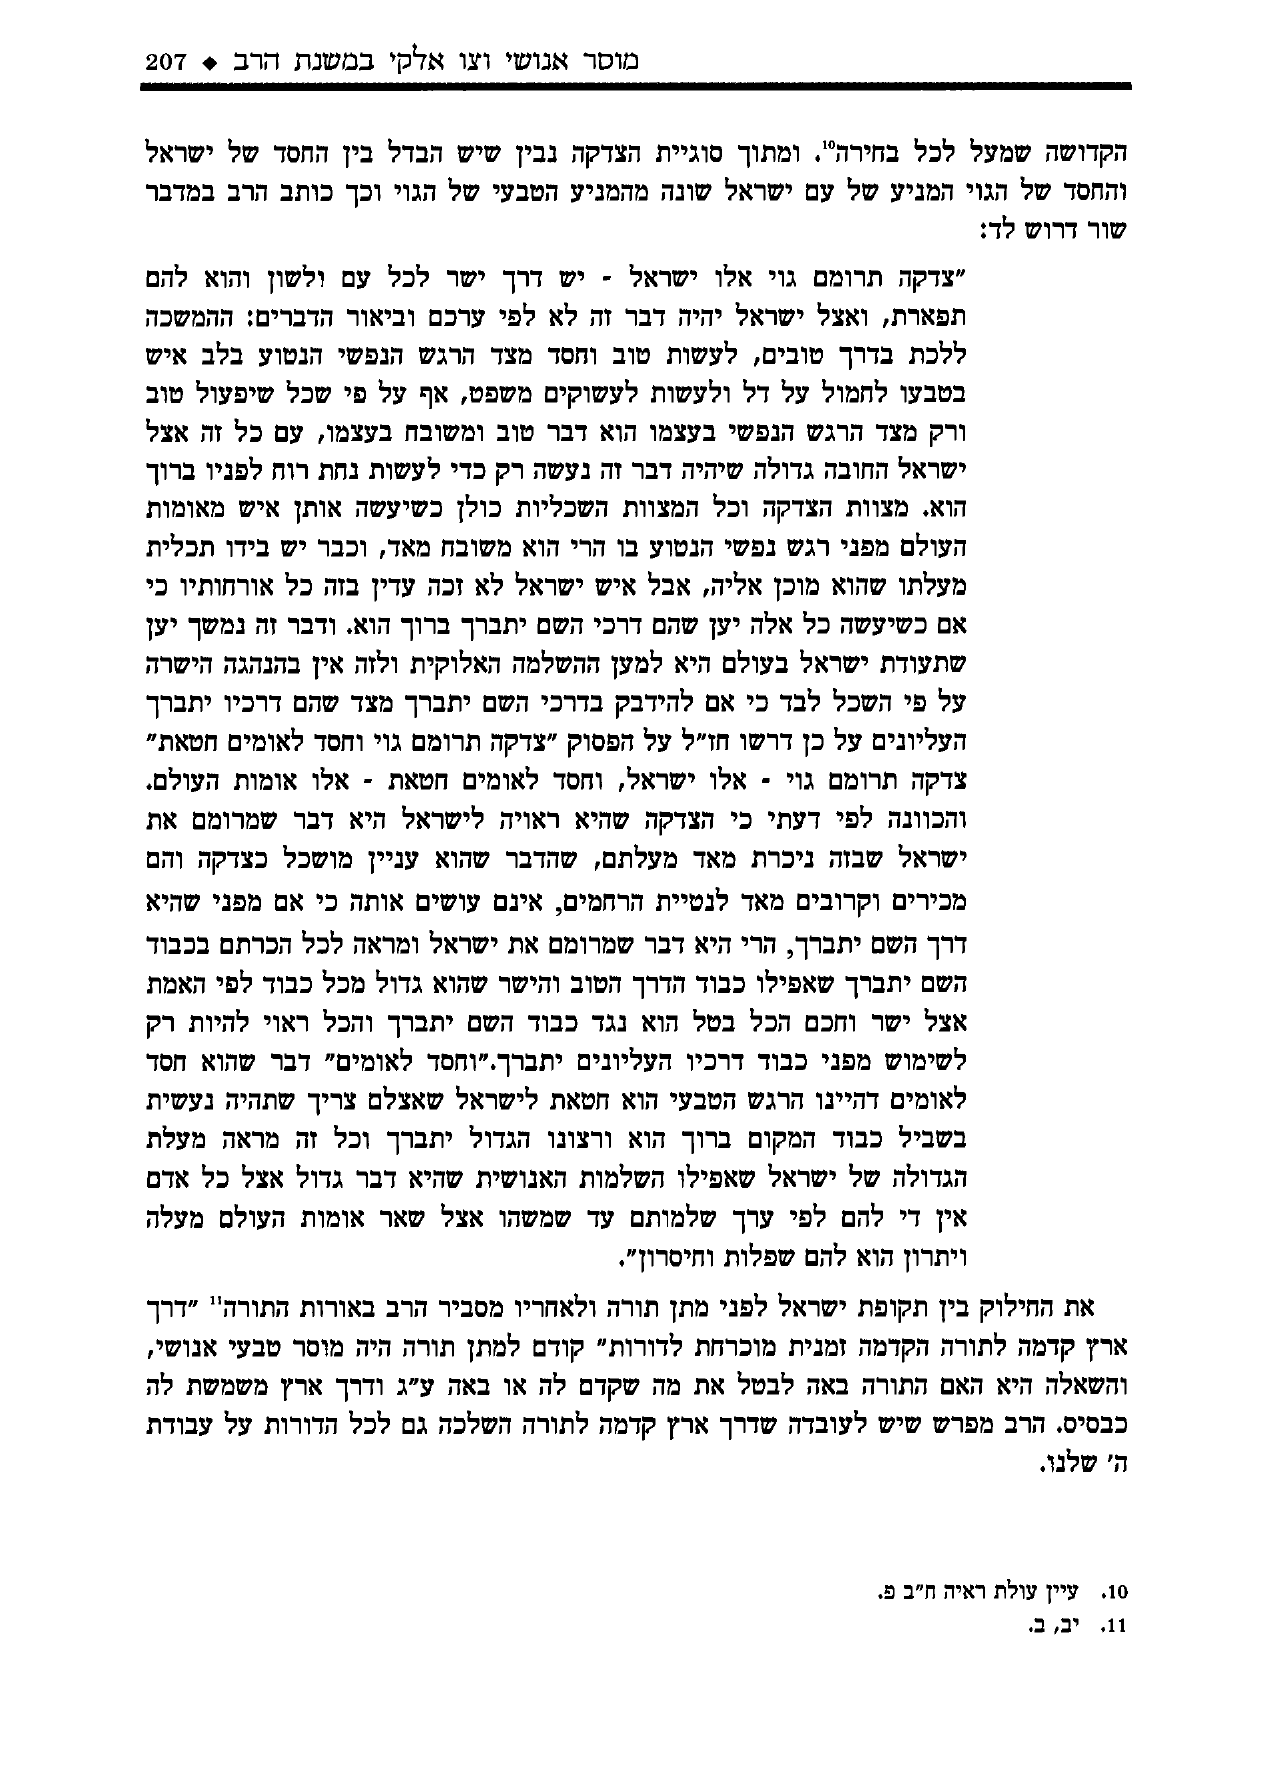 מוסר אנושי וצו אלקי במשנת הרב ◆ 207
הקדושה שמעל לכל בחירה10. ומתוך סוגיית הצדקה נבין שיש הבדל בין החסד של ישראל
והחסד של הגוי המניע של עם ישראל שונה מהמניע הטבעי של הגוי וכך כותב הרב במדבר
שור דרוש לד:
"צדקה תרומם גוי אלו ישראל - יש דרך ישר לכל עם ולשון והוא להם
תפארת, ואצל ישראל יהיה דבר זה לא לפי ערכם וביאור הדברים: ההמשכה
ללכת בדרך טובים, לעשות טוב וחסד מצד הרגש הנפשי הנטוע בלב איש
בטבעו לחמול על דל ולעשות לעשוקים משפט, אף על פי שכל שיפעול טוב
ורק מצד הרגש הנפשי בעצמו הוא דבר טוב ומשובח בעצמו, עם כל זה אצל
ישראל החובה גדולה שיהיה דבר זה נעשה רק כדי לעשות נחת רוח לפניו ברוך
הוא. מצוות הצדקה וכל המצוות השכליות כולן כשיעשה אותן איש מאומות
העולם מפני רגש נפשי הנטוע בו הרי הוא משובח מאד, וכבר יש בידו תכלית
מעלתו שהוא מוכן אליה, אבל איש ישראל לא זכה עדין בזה כל אורחותיו כי
אם כשיעשה כל אלה יען שהם דרכי השם יתברך ברוך הוא. ודבר זה נמשך יען
שתעודת ישראל בעולם היא למען ההשלמה האלוקית ולזה אין בהנהגה הישרה
על פי השכל לבד כי אם להידבק בדרכי השם יתברך מצד שהם דרכיו יתברך
העליונים על כן דרשו חז"ל על הפסוק "צדקה תרומם גוי וחסד לאומים חטאת"
צדקה תרומם גוי - אלו ישראל, וחסד לאומים חטאת - אלו אומות העולם.
והכוונה לפי דעתי כי הצדקה שהיא ראויה לישראל היא דבר שמרומם את
ישראל שבזה ניכרת מאד מעלתם, שהדבר שהוא עניין מושכל כצדקה והם
מכירים וקרובים מאד לנטיית הרחמים, אינם עושים אותה כי אם מפני שהיא
דרך השם יתברך, הרי היא דבר שמרומם את ישראל ומראה לכל הכרתם בכבוד
השם יתברך שאפילו כבוד הדרך הטוב והישר שהוא גדול מכל כבוד לפי האמת
אצל ישר וחכם הכל בטל הוא נגד כבוד השם יתברך והכל ראוי להיות רק
לשימוש מפני כבוד דרכיו העליונים יתברך."וחסד לאומים" דבר שהוא חסד
לאומים דהיינו הרגש הטבעי הוא חטאת לישראל שאצלם צריך שתהיה נעשית
בשביל כבוד המקום ברוך הוא ורצונו הגדול יתברך וכל זה מראה מעלת
הגדולה של ישראל שאפילו השלמות האנושית שהיא דבר גדול אצל כל אדם
אין די להם לפי ערך שלמותם עד שמשהו אצל שאר אומות העולם מעלה
ויתרון הוא להם שפלות וחיסרון".
את החילוק בין תקופת ישראל לפני מתן תורה ולאחריו מסביר הרב באורות התורה11 "דרך
ארץ קדמה לתורה הקדמה זמנית מוכרחת לדורות" קודם למתן תורה היה מוסר טבעי אנושי,
והשאלה היא האם התורה באה לבטל את מה שקדם לה או באה ע"ג ודרך ארץ משמשת לה
כבסיס. הרב מפרש שיש לעובדה שדרך ארץ קדמה לתורה השלכה גם לכל הדורות על עבודת
ה' שלנו.
10. עיין עולת ראיה ח"ב פ.
11. יב, ב.